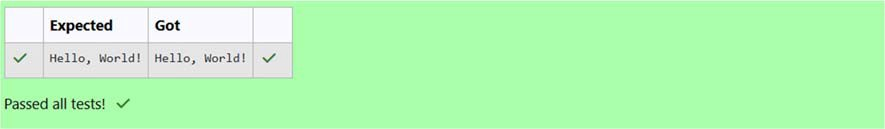 Expected Got
Hello, World! Hello, World!
Passed all tests!